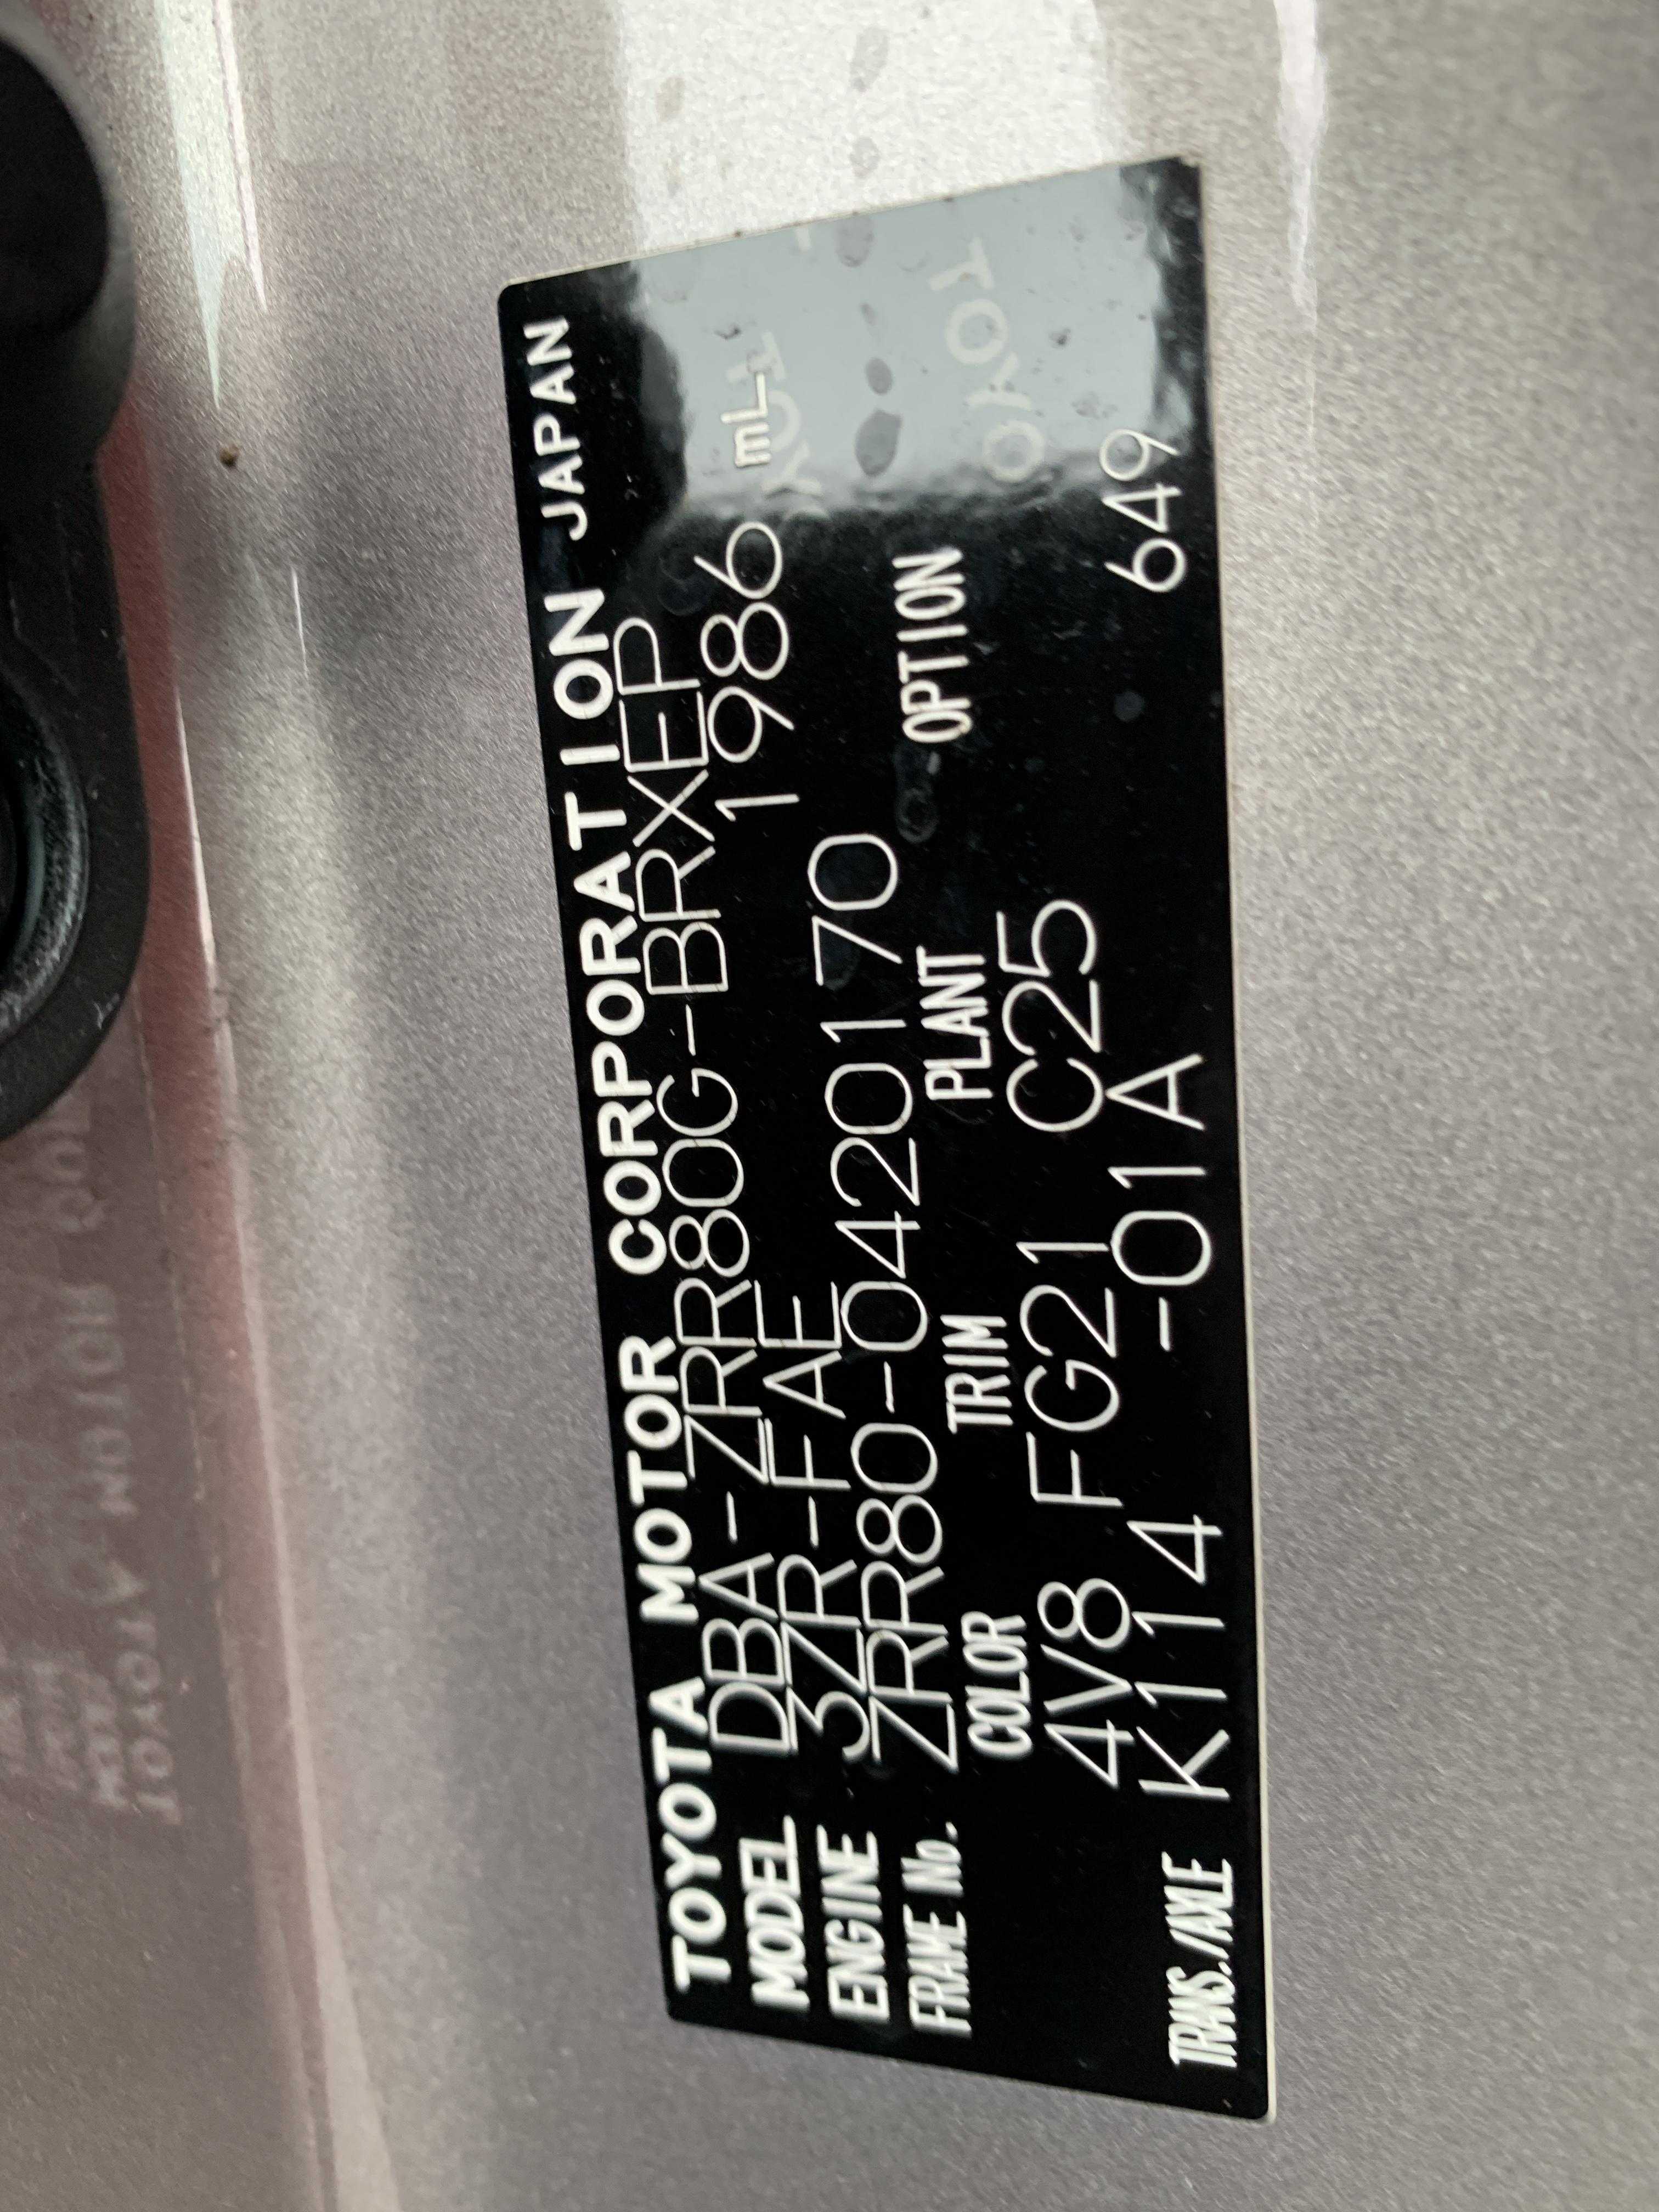 TOYOTA MOTOR CORPORATION JAPAN
MODEL DBA-ZRR80G-BRXEP
ENGINE 3ZR-FAE 1986 mL
FRAME No. ZRR80-0420170
COLOR TRIM PLANT OPTION
4V8 FG21 C25
TRANS./AXLE K114 -01A 649